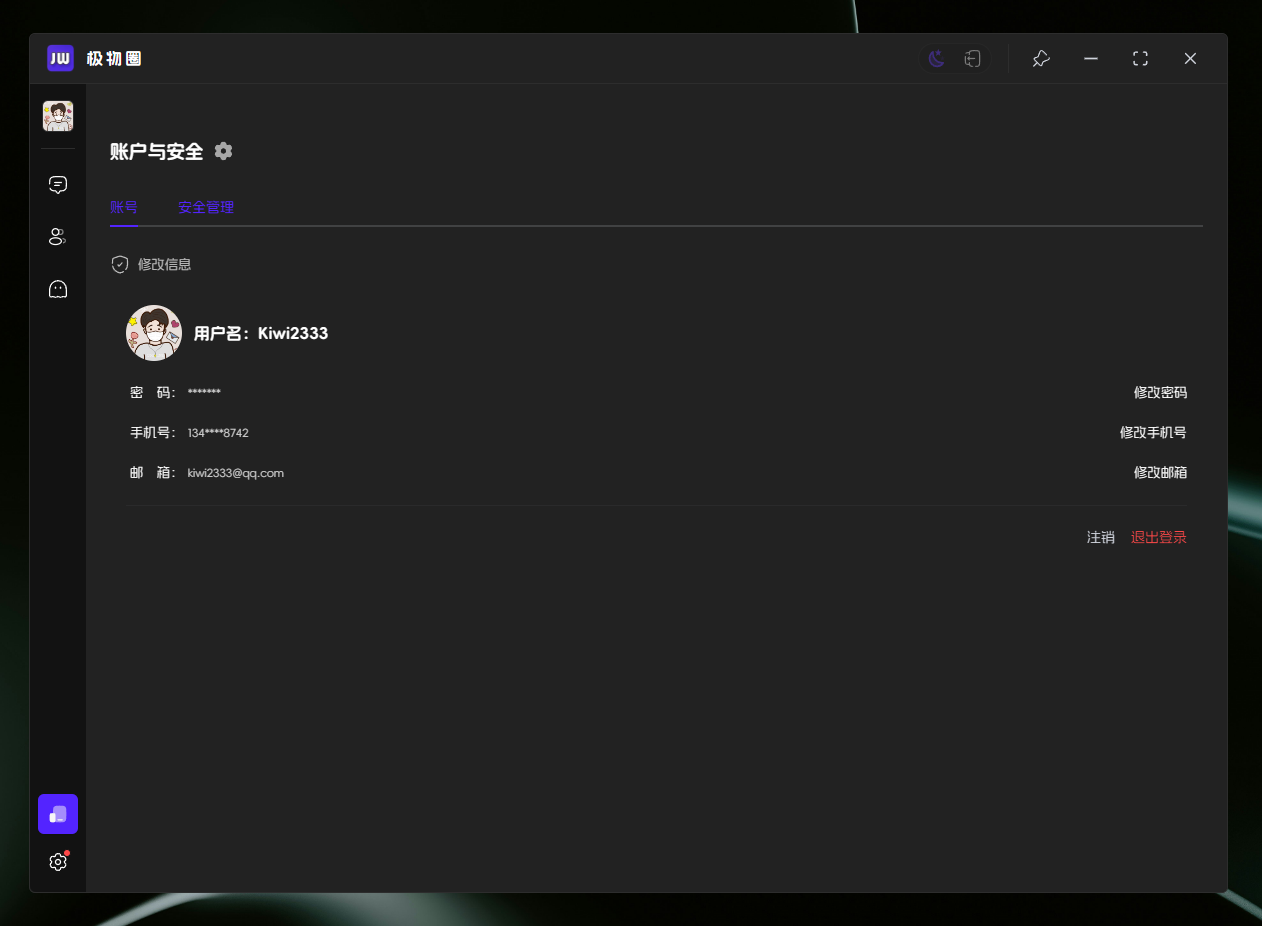 JW 极物圈
账户与安全
账号 安全管理
修改信息
用户名：Kiwi2333
密 码： ******* 修改密码
手机号： 134****8742 修改手机号
邮 箱： kiwi2333@qq.com 修改邮箱
注销 退出登录